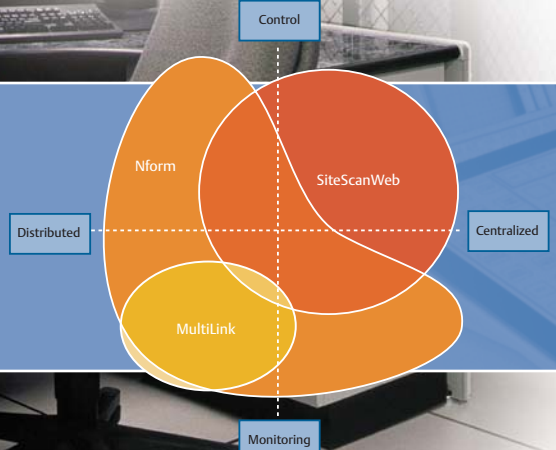 Control
Nform
SiteScanWeb
Distributed
Centralized
MultiLink
Monitoring